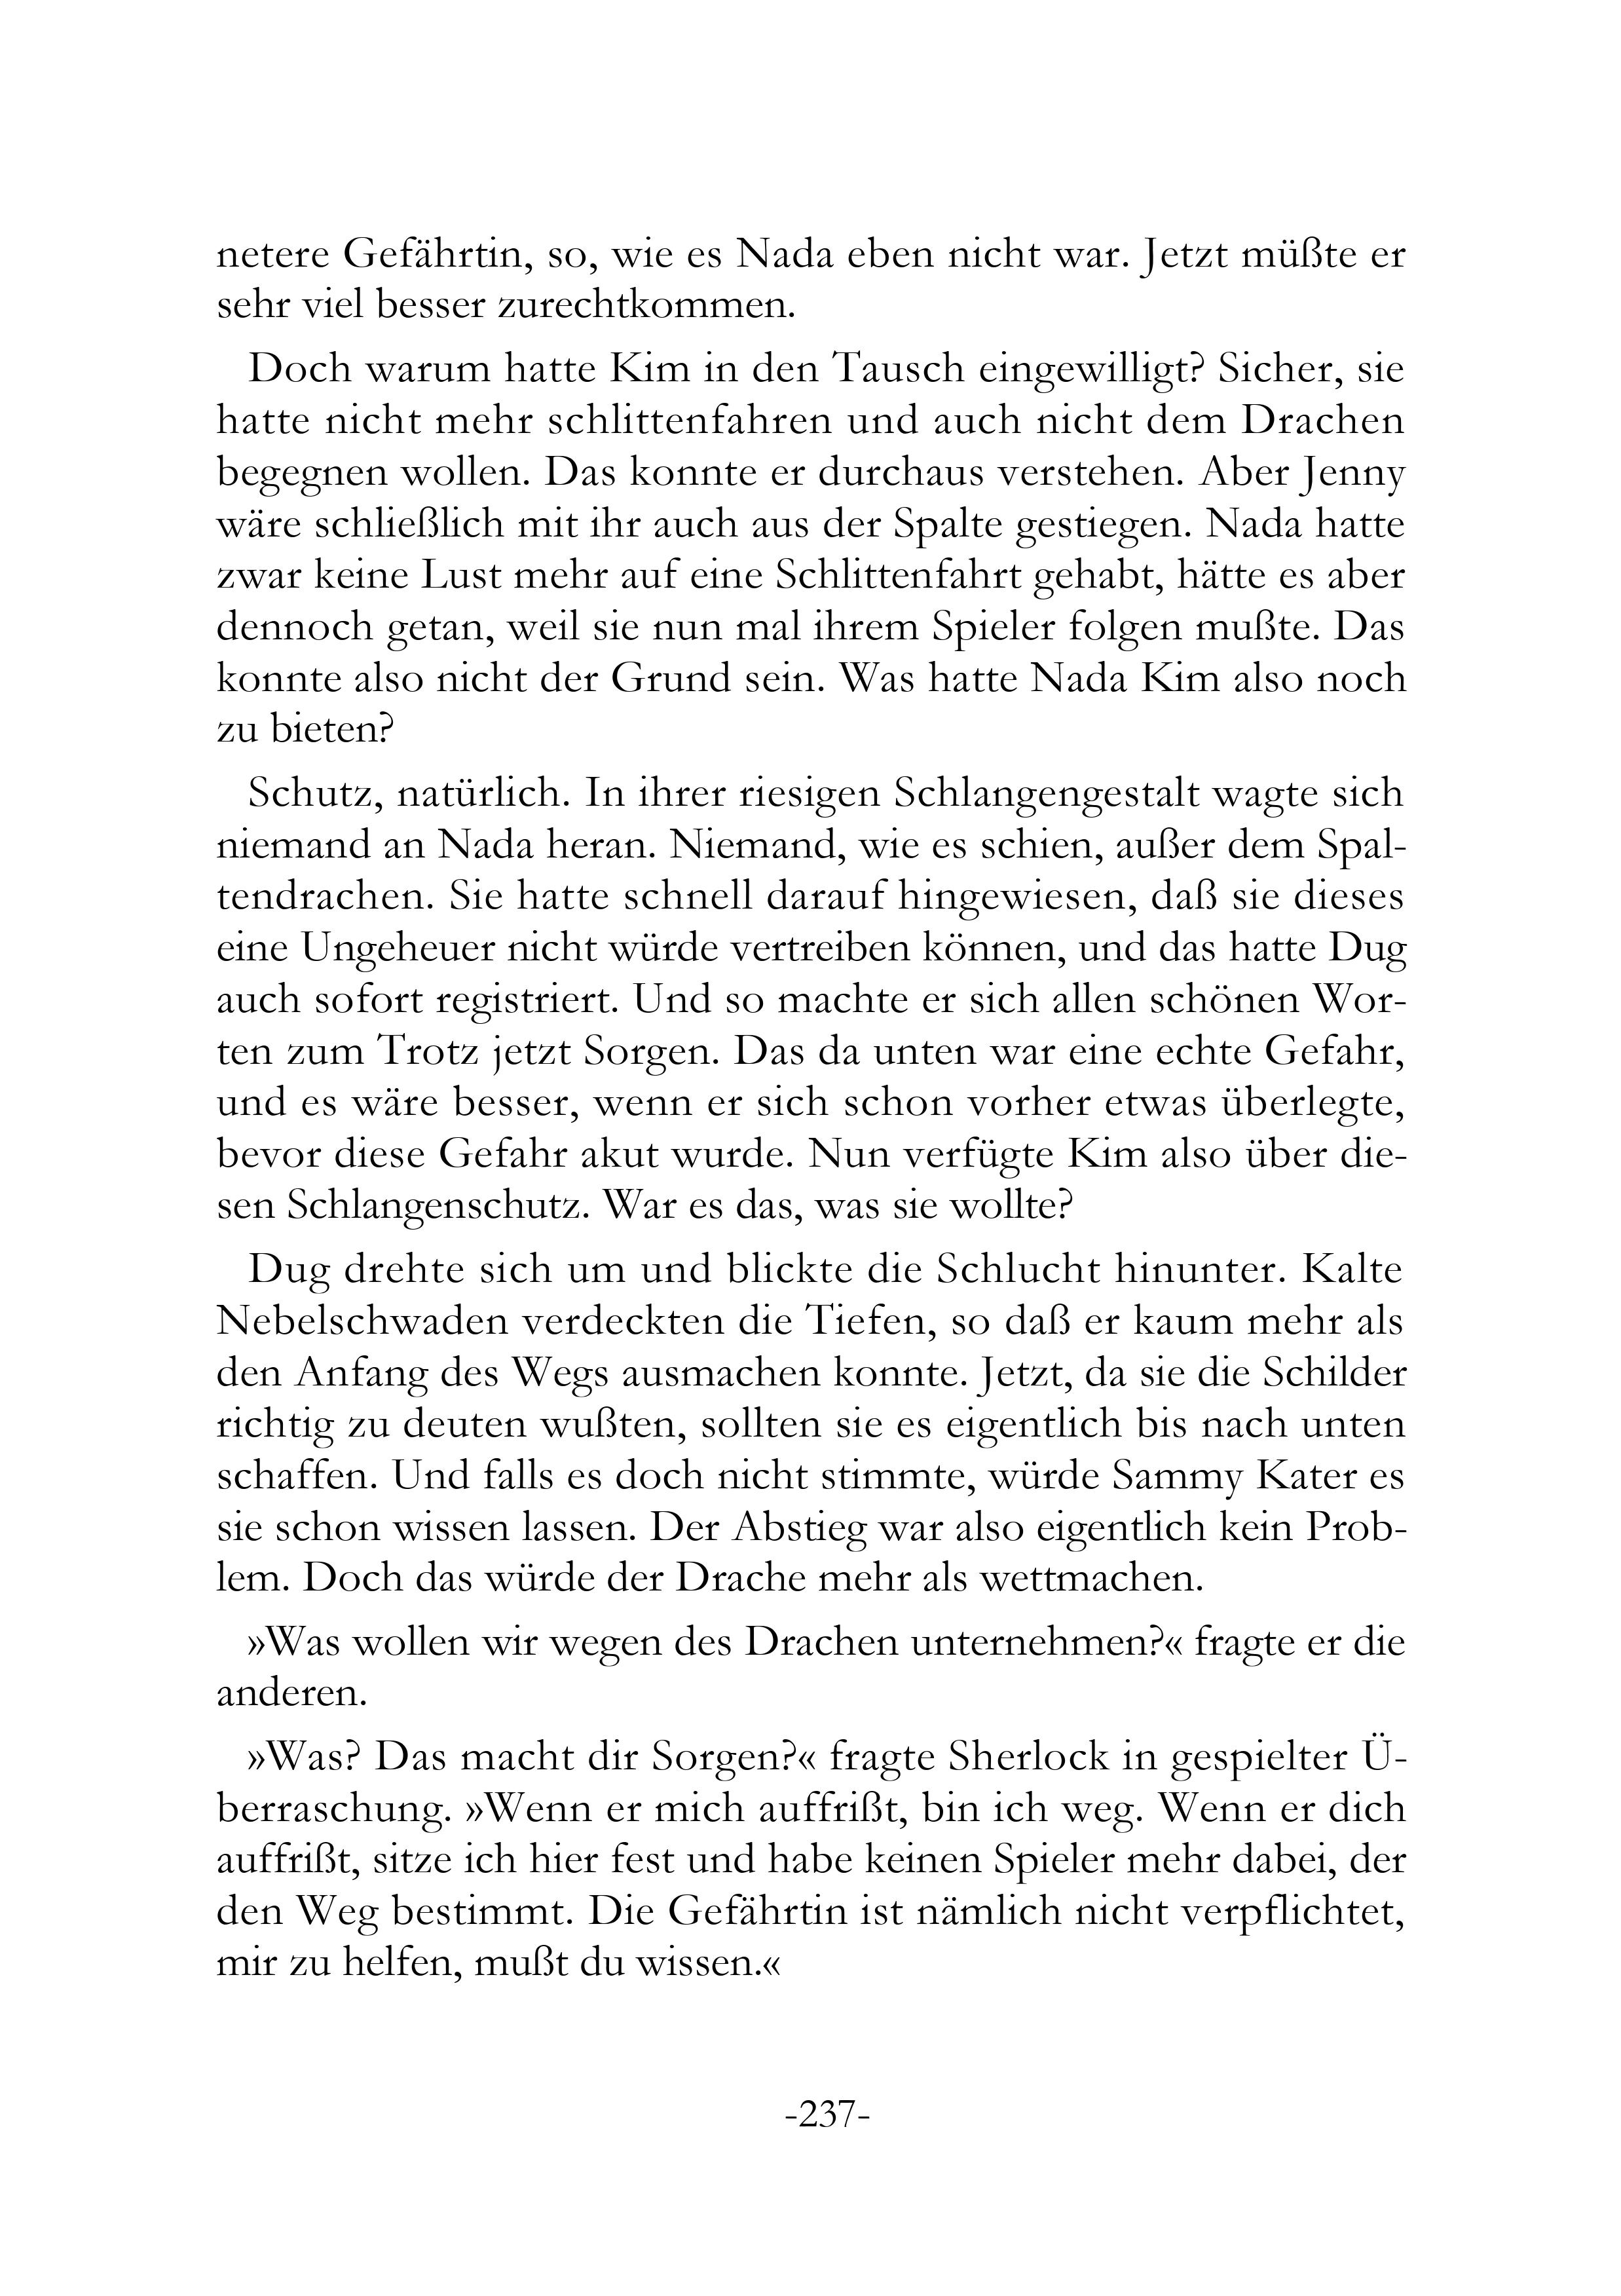 netere Gefährtin, so, wie es Nada eben nicht war. Jetzt müßte er
sehr viel besser zurechtkommen.
Doch warum hatte Kim in den Tausch eingewilligt? Sicher, sie
hatte nicht mehr schlittenfahren und auch nicht dem Drachen
begegnen wollen. Das konnte er durchaus verstehen. Aber Jenny
wäre schließlich mit ihr auch aus der Spalte gestiegen. Nada hatte
zwar keine Lust mehr auf eine Schlittenfahrt gehabt, hätte es aber
dennoch getan, weil sie nun mal ihrem Spieler folgen mußte. Das
konnte also nicht der Grund sein. Was hatte Nada Kim also noch
zu bieten?
Schutz, natürlich. In ihrer riesigen Schlangengestalt wagte sich
niemand an Nada heran. Niemand, wie es schien, außer dem Spal-
tendrachen. Sie hatte schnell darauf hingewiesen, daß sie dieses
eine Ungeheuer nicht würde vertreiben können, und das hatte Dug
auch sofort registriert. Und so machte er sich allen schönen Wor-
ten zum Trotz jetzt Sorgen. Das da unten war eine echte Gefahr,
und es wäre besser, wenn er sich schon vorher etwas überlegte,
bevor diese Gefahr akut wurde. Nun verfügte Kim also über die-
sen Schlangenschutz. War es das, was sie wollte?
Dug drehte sich um und blickte die Schlucht hinunter. Kalte
Nebelschwaden verdeckten die Tiefen, so daß er kaum mehr als
den Anfang des Wegs ausmachen konnte. Jetzt, da sie die Schilder
richtig zu deuten wußten, sollten sie es eigentlich bis nach unten
schaffen. Und falls es doch nicht stimmte, würde Sammy Kater es
sie schon wissen lassen. Der Abstieg war also eigentlich kein Prob-
lem. Doch das würde der Drache mehr als wettmachen.
»Was wollen wir wegen des Drachen unternehmen?« fragte er die
anderen.
»Was? Das macht dir Sorgen?« fragte Sherlock in gespielter Ü-
berraschung. »Wenn er mich auffrißt, bin ich weg. Wenn er dich
auffrißt, sitze ich hier fest und habe keinen Spieler mehr dabei, der
den Weg bestimmt. Die Gefährtin ist nämlich nicht verpflichtet,
mir zu helfen, mußt du wissen.«
-237-